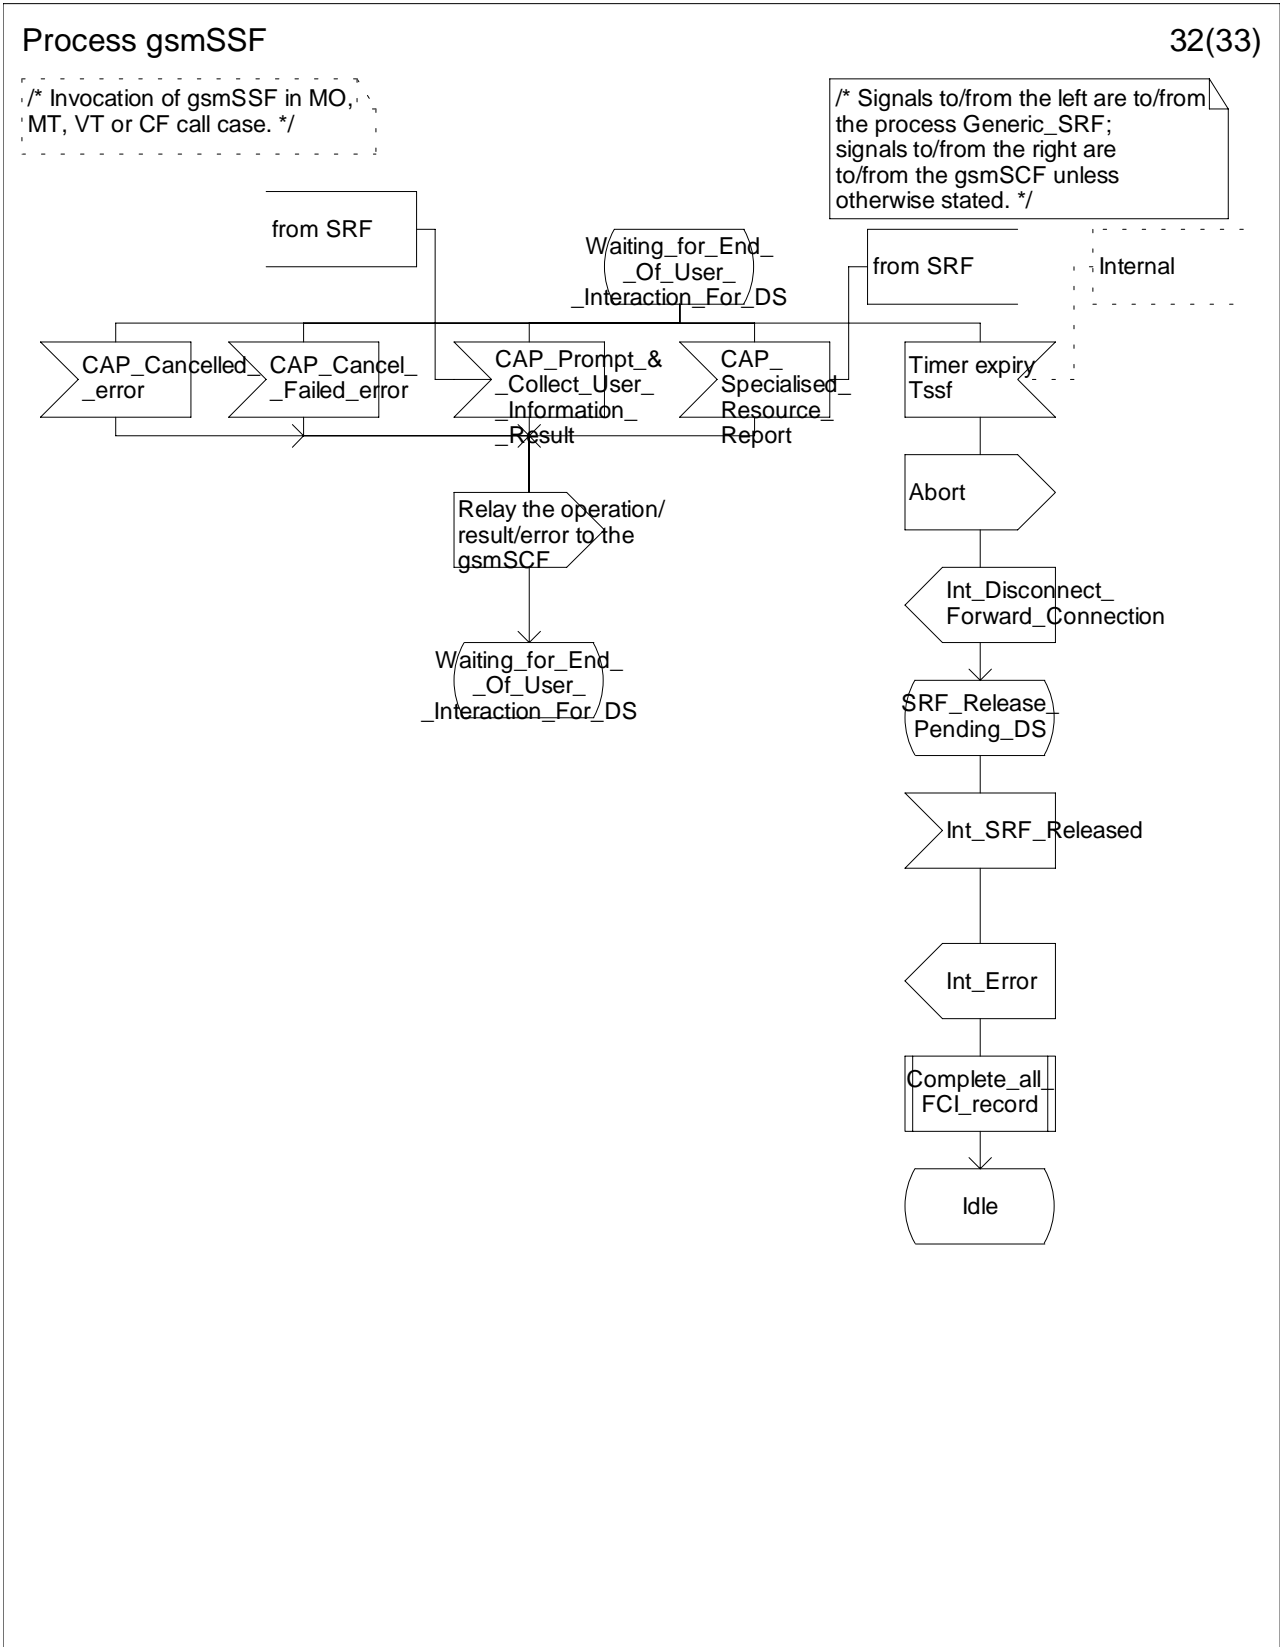 Process gsmSSF
32(33)
/* Invocation of gsmSSF in MO,
MT, VT or CF call case. */
/* Signals to/from the left are to/from
the process Generic_SRF;
signals to/from the right are
to/from the gsmSCF unless
otherwise stated. */
from SRF
Waiting_for_End_
_Of_User_
_Interaction_For_DS
from SRF
Internal
CAP_Cancelled_
_error
CAP_Cancel_
_Failed_error
CAP_Prompt_&
_Collect_User_
_Information_
_Result
CAP_
Specialised_
Resource_
Report
Timer expiry
Tssf
Relay the operation/
result/error to the
gsmSCF
Waiting_for_End_
_Of_User_
_Interaction_For_DS
Abort
Int_Disconnect_
Forward_Connection
SRF_Release_
Pending_DS
Int_SRF_Released
Int_Error
Complete_all_
FCI_record
Idle